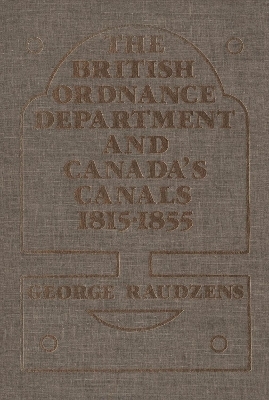 THE
BRITISH
ORDNANCE
DEPARTMENT
AND
CANADA'S
CANALS
1815-1855
GEORGE RAUDZENS